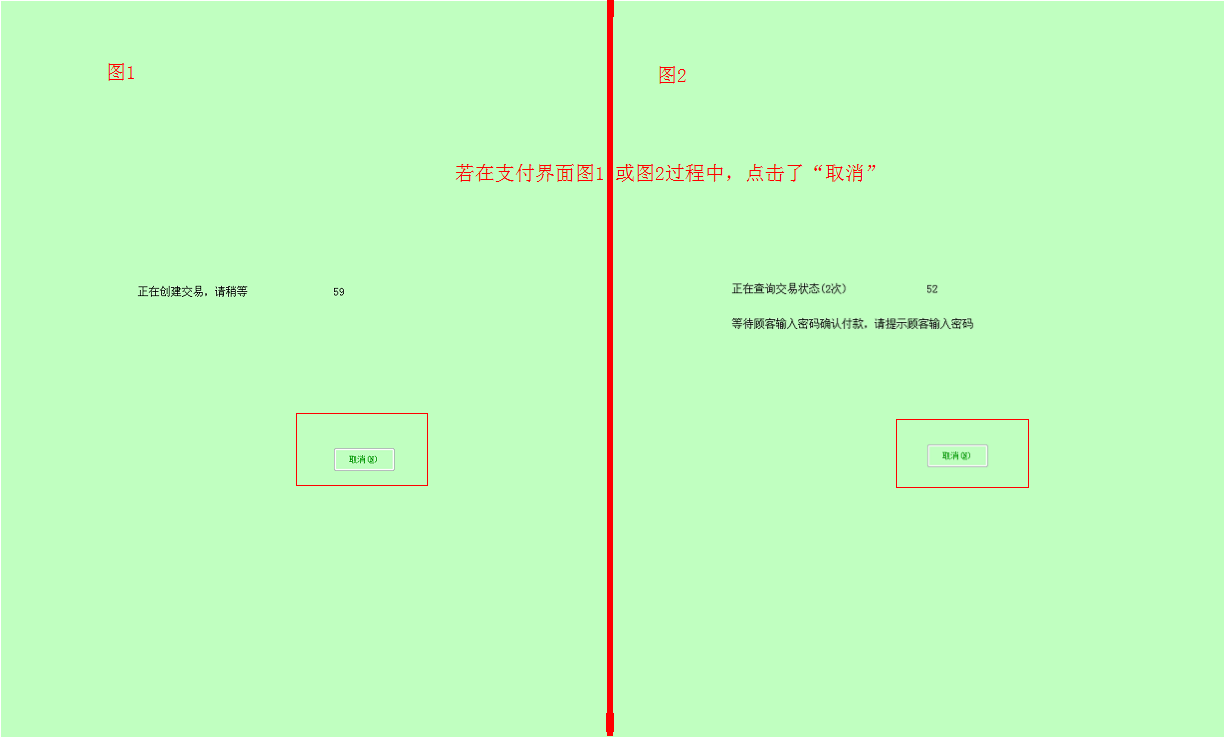 图1
图2
若在支付界面图1 或图2过程中，点击了“取消”
正在创建交易，请稍等 59
取消(X)
正在查询交易状态(2次) 52
等待顾客输入密码确认付款，请提示顾客输入密码
取消(X)